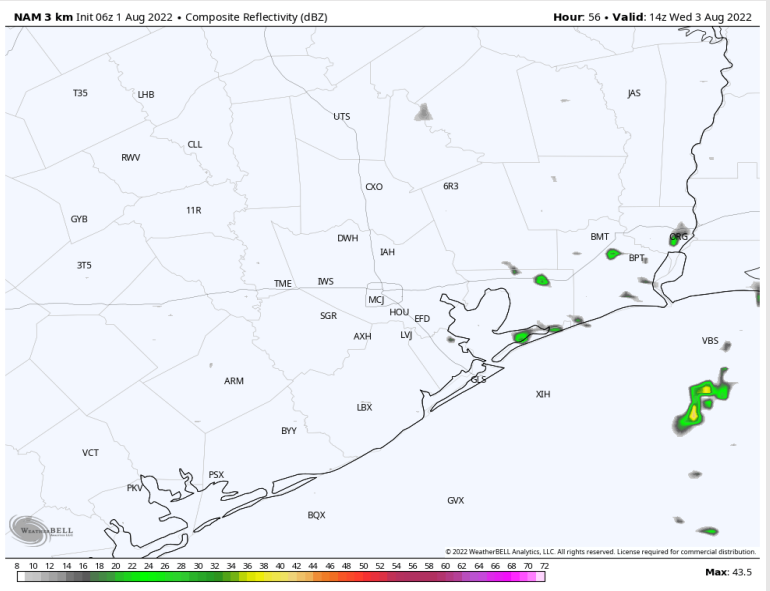 NAM 3 km Init 06z 1 Aug 2022 • Composite Reflectivity (dBZ) Hour: 56 • Valid: 14z Wed 3 Aug 2022
T35 LHB JAS
UTS
CLL
RWV
CXO 6R3
11R
GYB
DWH BMT ORG
IAH
BPT
3T5
TME IWS
MCJ
SGR HOU EFD
AXH LVJ VBS
ARM GLS
XIH
LBX
BYY
VCT
PSX
PKV
GVX
BQX
WEATHERBELL
© 2022 WeatherBELL Analytics, LLC. All rights reserved. License required for commercial distribution.
8 10 12 14 16 18 20 22 24 26 28 30 32 34 36 38 40 42 44 46 48 50 52 54 56 58 60 62 64 66 68 70 72 Max: 43.5